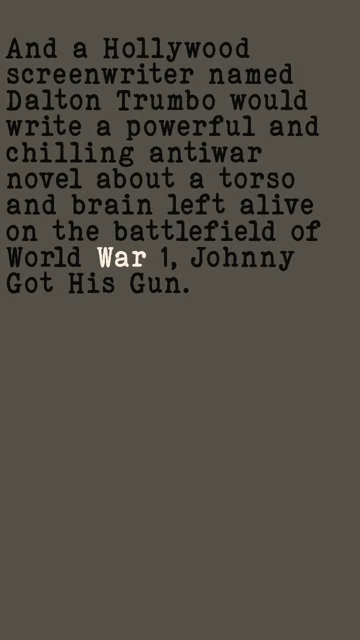 And a Hollywood
screenwriter named
Dalton Trumbo would
write a powerful and
chilling antiwar
novel about a torso
and brain left alive
on the battlefield of
World War 1, Johnny
Got His Gun.